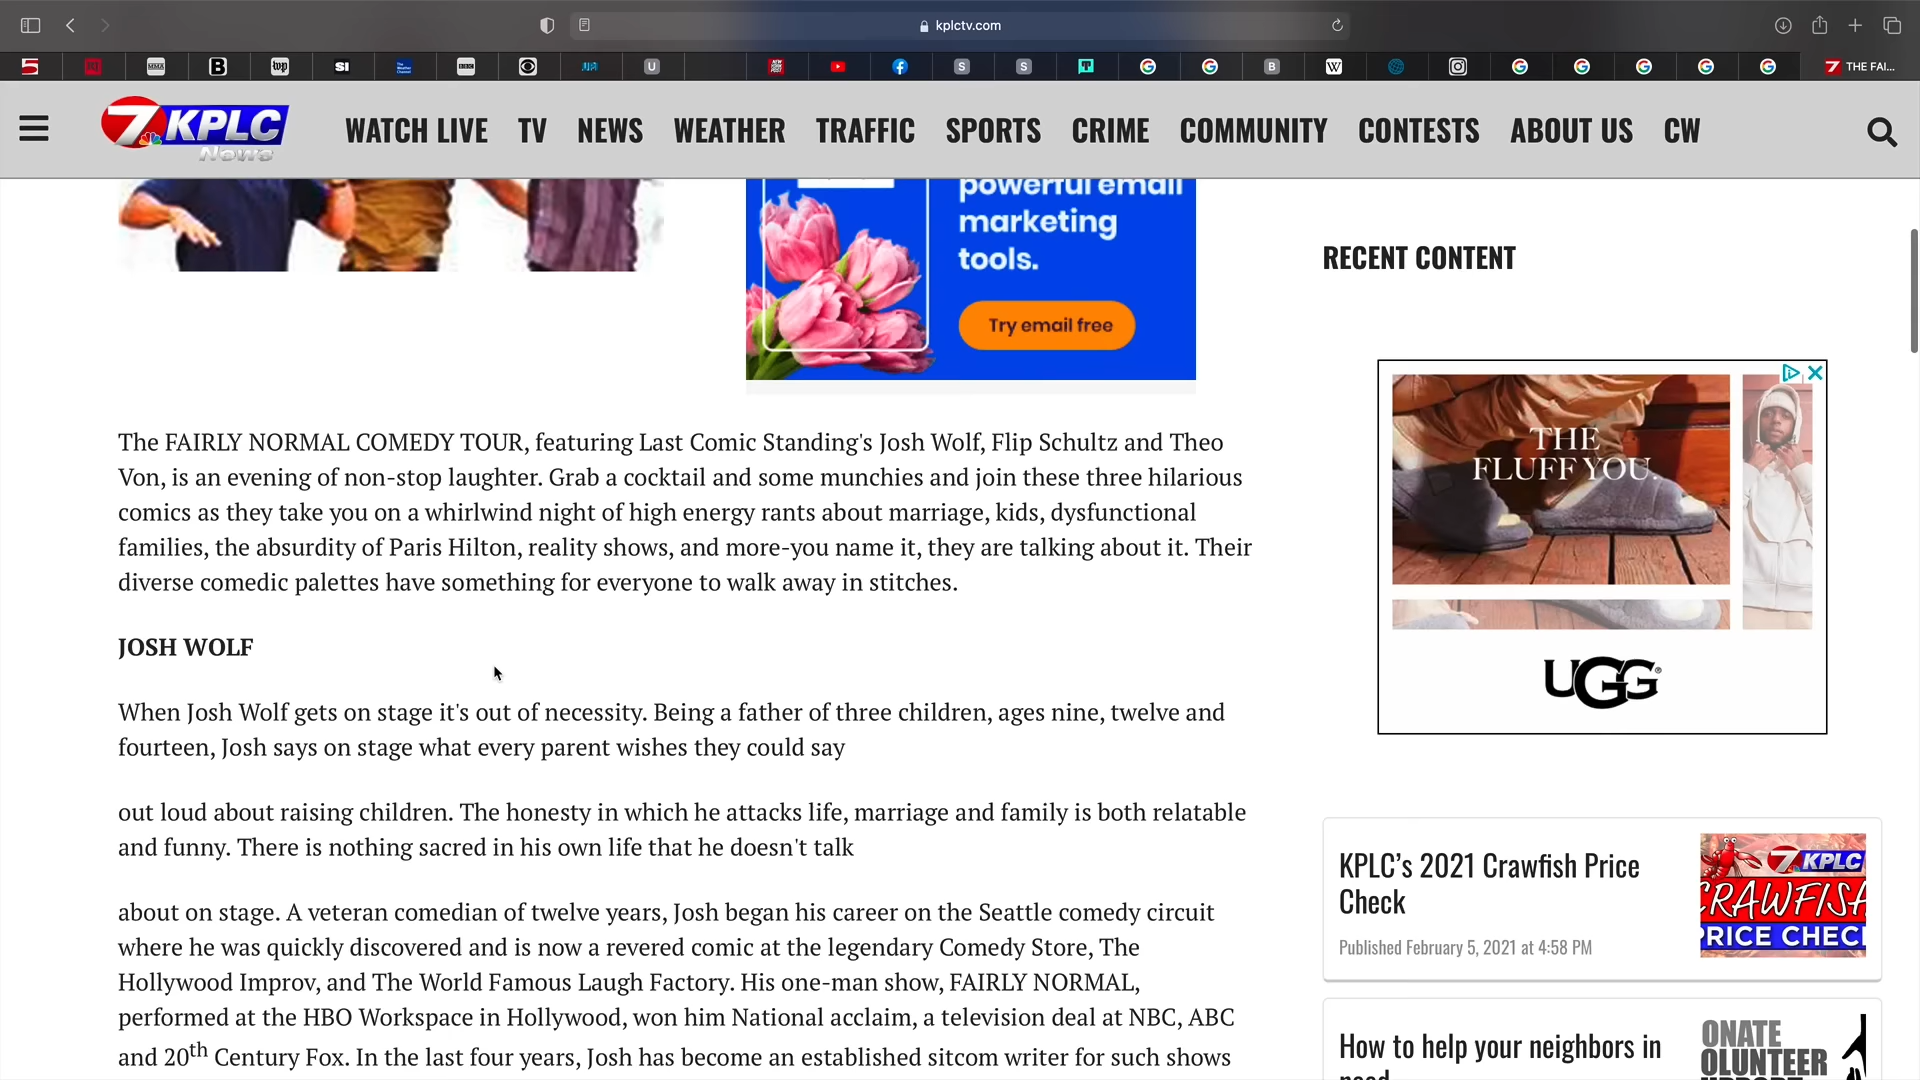 kplctv.com
THE FAI...
7 KPLC News
WATCH LIVE TV NEWS WEATHER TRAFFIC SPORTS CRIME COMMUNITY CONTESTS ABOUT US CW
powerful email
marketing
tools.
Try email free
RECENT CONTENT
THE
FLUFF YOU.
UGG
The FAIRLY NORMAL COMEDY TOUR, featuring Last Comic Standing's Josh Wolf, Flip Schultz and Theo
Von, is an evening of non-stop laughter. Grab a cocktail and some munchies and join these three hilarious
comics as they take you on a whirlwind night of high energy rants about marriage, kids, dysfunctional
families, the absurdity of Paris Hilton, reality shows, and more-you name it, they are talking about it. Their
diverse comedic palettes have something for everyone to walk away in stitches.
JOSH WOLF
When Josh Wolf gets on stage it's out of necessity. Being a father of three children, ages nine, twelve and
fourteen, Josh says on stage what every parent wishes they could say
out loud about raising children. The honesty in which he attacks life, marriage and family is both relatable
and funny. There is nothing sacred in his own life that he doesn't talk
about on stage. A veteran comedian of twelve years, Josh began his career on the Seattle comedy circuit
where he was quickly discovered and is now a revered comic at the legendary Comedy Store, The
Hollywood Improv, and The World Famous Laugh Factory. His one-man show, FAIRLY NORMAL,
performed at the HBO Workspace in Hollywood, won him National acclaim, a television deal at NBC, ABC
and 20th Century Fox. In the last four years, Josh has become an established sitcom writer for such shows
KPLC's 2021 Crawfish Price
Check
Published February 5, 2021 at 4:58 PM
7 KPLC
CRAWFISH
PRICE CHECK
How to help your neighbors in
need
ONATE
OLUNTEER